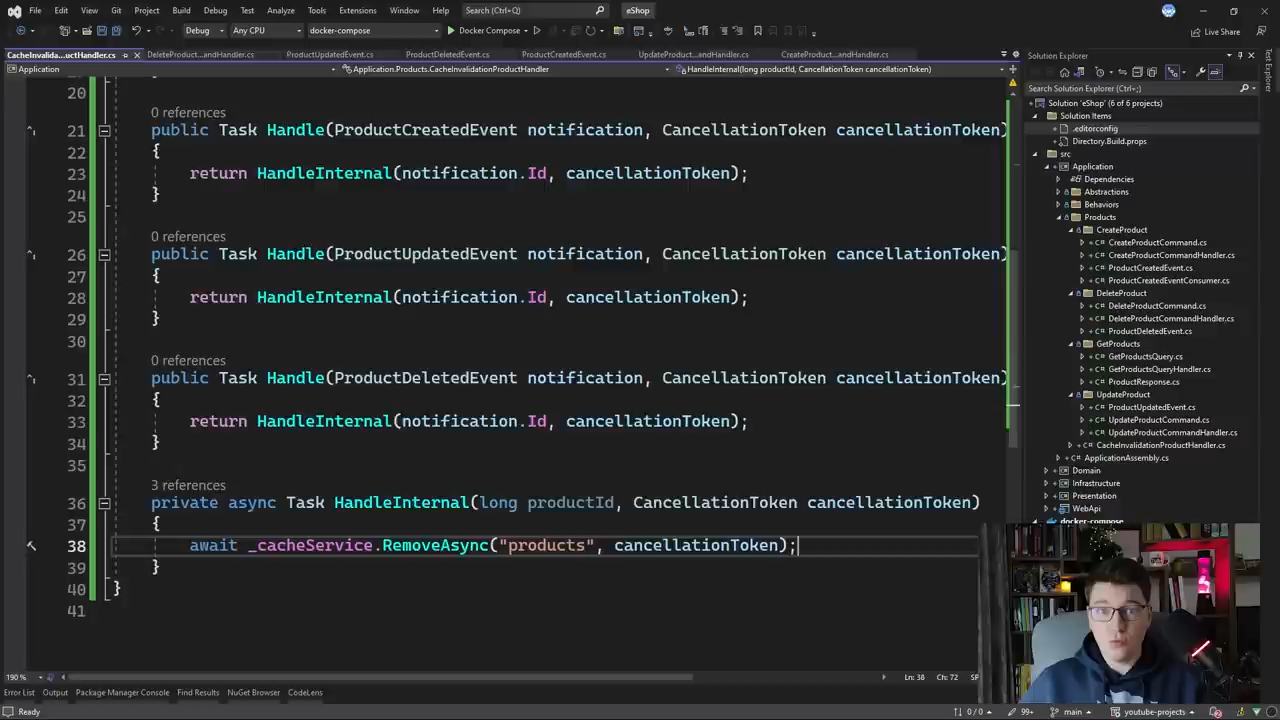 File Edit View Git Project Build Debug Test Analyze Tools Extensions Window Help Search (Ctrl+;) eShop
Debug Any CPU docker-compose Docker Compose Live Share
CacheInvalida...uctHandler.cs DeleteProduct...andHandler.cs ProductUpdatedEvent.cs ProductDeletedEvent.cs ProductCreatedEvent.cs UpdateProduct...andHandler.cs CreateProduct...andHandler.cs
Application Application.Products.CacheInvalidationProductHandler HandleInternal(long productId, CancellationToken cancellationToken)
20
0 references
21 public Task Handle(ProductCreatedEvent notification, CancellationToken cancellationToken)
22 {
23 return HandleInternal(notification.Id, cancellationToken);
24 }
25
0 references
26 public Task Handle(ProductUpdatedEvent notification, CancellationToken cancellationToken)
27 {
28 return HandleInternal(notification.Id, cancellationToken);
29 }
30
0 references
31 public Task Handle(ProductDeletedEvent notification, CancellationToken cancellationToken)
32 {
33 return HandleInternal(notification.Id, cancellationToken);
34 }
35
3 references
36 private async Task HandleInternal(long productId, CancellationToken cancellationToken)
37 {
38 await _cacheService.RemoveAsync("products", cancellationToken);
39 }
40 }
41
190 % Ln: 38 Ch: 72 SP
Error List Output Package Manager Console Find Results NuGet Browser CodeLens
Ready 0 / 0 99+ main youtube-projects
Solution Explorer
Search Solution Explorer (Ctrl+;)
Solution 'eShop' (6 of 6 projects)
Solution Items
.editorconfig
Directory.Build.props
src
Application
Dependencies
Abstractions
Behaviors
Products
CreateProduct
CreateProductCommand.cs
CreateProductCommandHandler.cs
ProductCreatedEvent.cs
ProductCreatedEventConsumer.cs
DeleteProduct
DeleteProductCommand.cs
DeleteProductCommandHandler.cs
ProductDeletedEvent.cs
GetProducts
GetProductsQuery.cs
GetProductsQueryHandler.cs
ProductResponse.cs
UpdateProduct
ProductUpdatedEvent.cs
UpdateProductCommand.cs
UpdateProductCommandHandler.cs
CacheInvalidationProductHandler.cs
ApplicationAssembly.cs
Domain
Infrastructure
Presentation
WebApi
docker-compose
Test Explorer